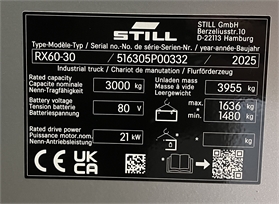 STILL
STILL GmbH
Berzeliusstr.10
D-22113 Hamburg
Type-Modèle-Typ / Serial no.-No. de série-Serien-Nr. / year-année-Baujahr
RX60-30 / 516305P00332 / 2025
Industrial truck / Chariot de manutation / Flurförderzeug
Rated capacity
Capacité nominale
Nenn-Tragfähigkeit
3000 kg
Unladen mass
Masse à vide
Leergewicht
3955 kg
Battery voltage
Tension batterie
Batteriespannung
80 V
max.*
min.*
1636 kg
1480 kg
Rated drive power
Puissance motor.nom.
Nenn-Antriebsleistung
21 kW
CE UK
CA